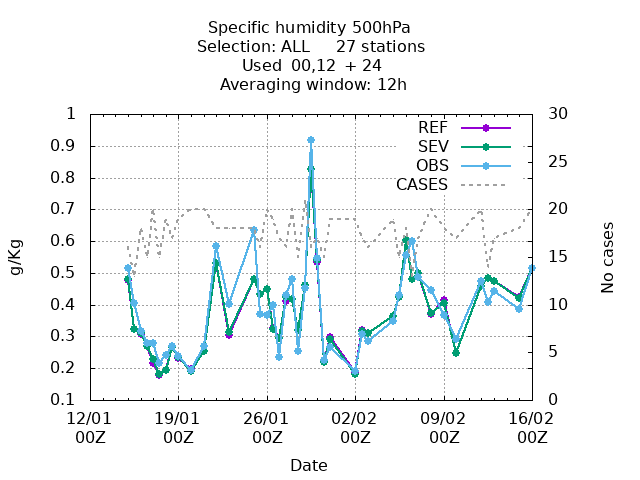 Specific humidity 500hPa
Selection: ALL 27 stations
Used 00,12 + 24
Averaging window: 12h
1
0.9
0.8
0.7
0.6
0.5
0.4
0.3
0.2
0.1
g/Kg
30
25
20
15
10
5
0
No cases
REF
SEV
OBS
CASES
12/01 19/01 26/01 02/02 09/02 16/02
00Z 00Z 00Z 00Z 00Z 00Z
Date